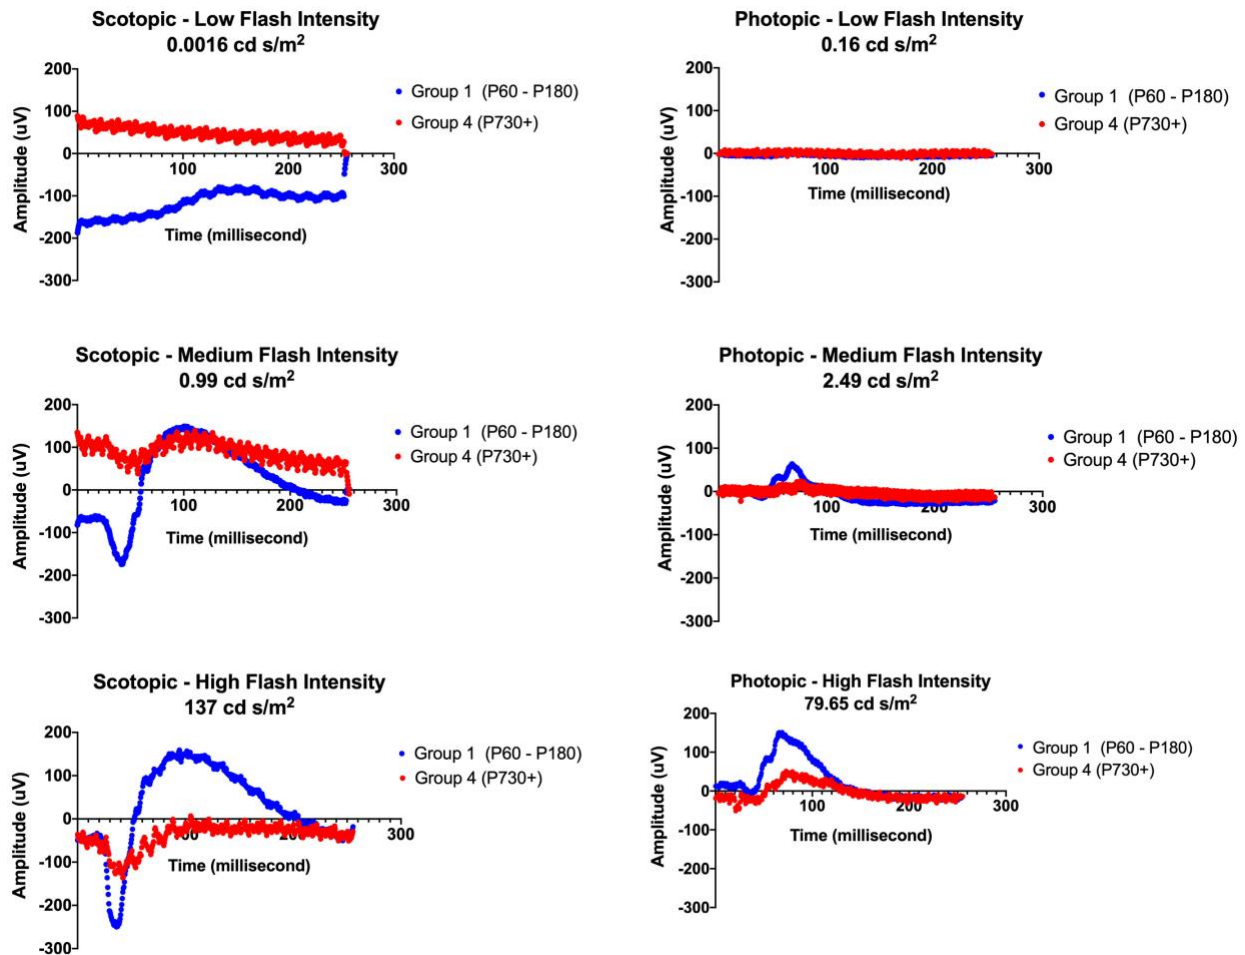 Scotopic - Low Flash Intensity
0.0016 cd s/m²
200
100
0
-100
-200
-300
100
200
300
Amplitude (uV)
Time (millisecond)
Group 1 (P60 - P180)
Group 4 (P730+)
Photopic - Low Flash Intensity
0.16 cd s/m²
200
100
0
-100
-200
-300
100
200
300
Amplitude (uV)
Time (millisecond)
Group 1 (P60 - P180)
Group 4 (P730+)
Scotopic - Medium Flash Intensity
0.99 cd s/m²
200
100
0
-100
-200
-300
100
200
300
Amplitude (uV)
Time (millisecond)
Group 1 (P60 - P180)
Group 4 (P730+)
Photopic - Medium Flash Intensity
2.49 cd s/m²
200
100
0
-100
-200
-300
100
200
300
Amplitude (uV)
Time (millisecond)
Group 1 (P60 - P180)
Group 4 (P730+)
Scotopic - High Flash Intensity
137 cd s/m²
200
100
0
-100
-200
-300
100
200
300
Amplitude (uV)
Time (millisecond)
Group 1 (P60 - P180)
Group 4 (P730+)
Photopic - High Flash Intensity
79.65 cd s/m²
200
100
0
-100
-200
-300
100
200
300
Amplitude (uV)
Time (millisecond)
Group 1 (P60 - P180)
Group 4 (P730+)